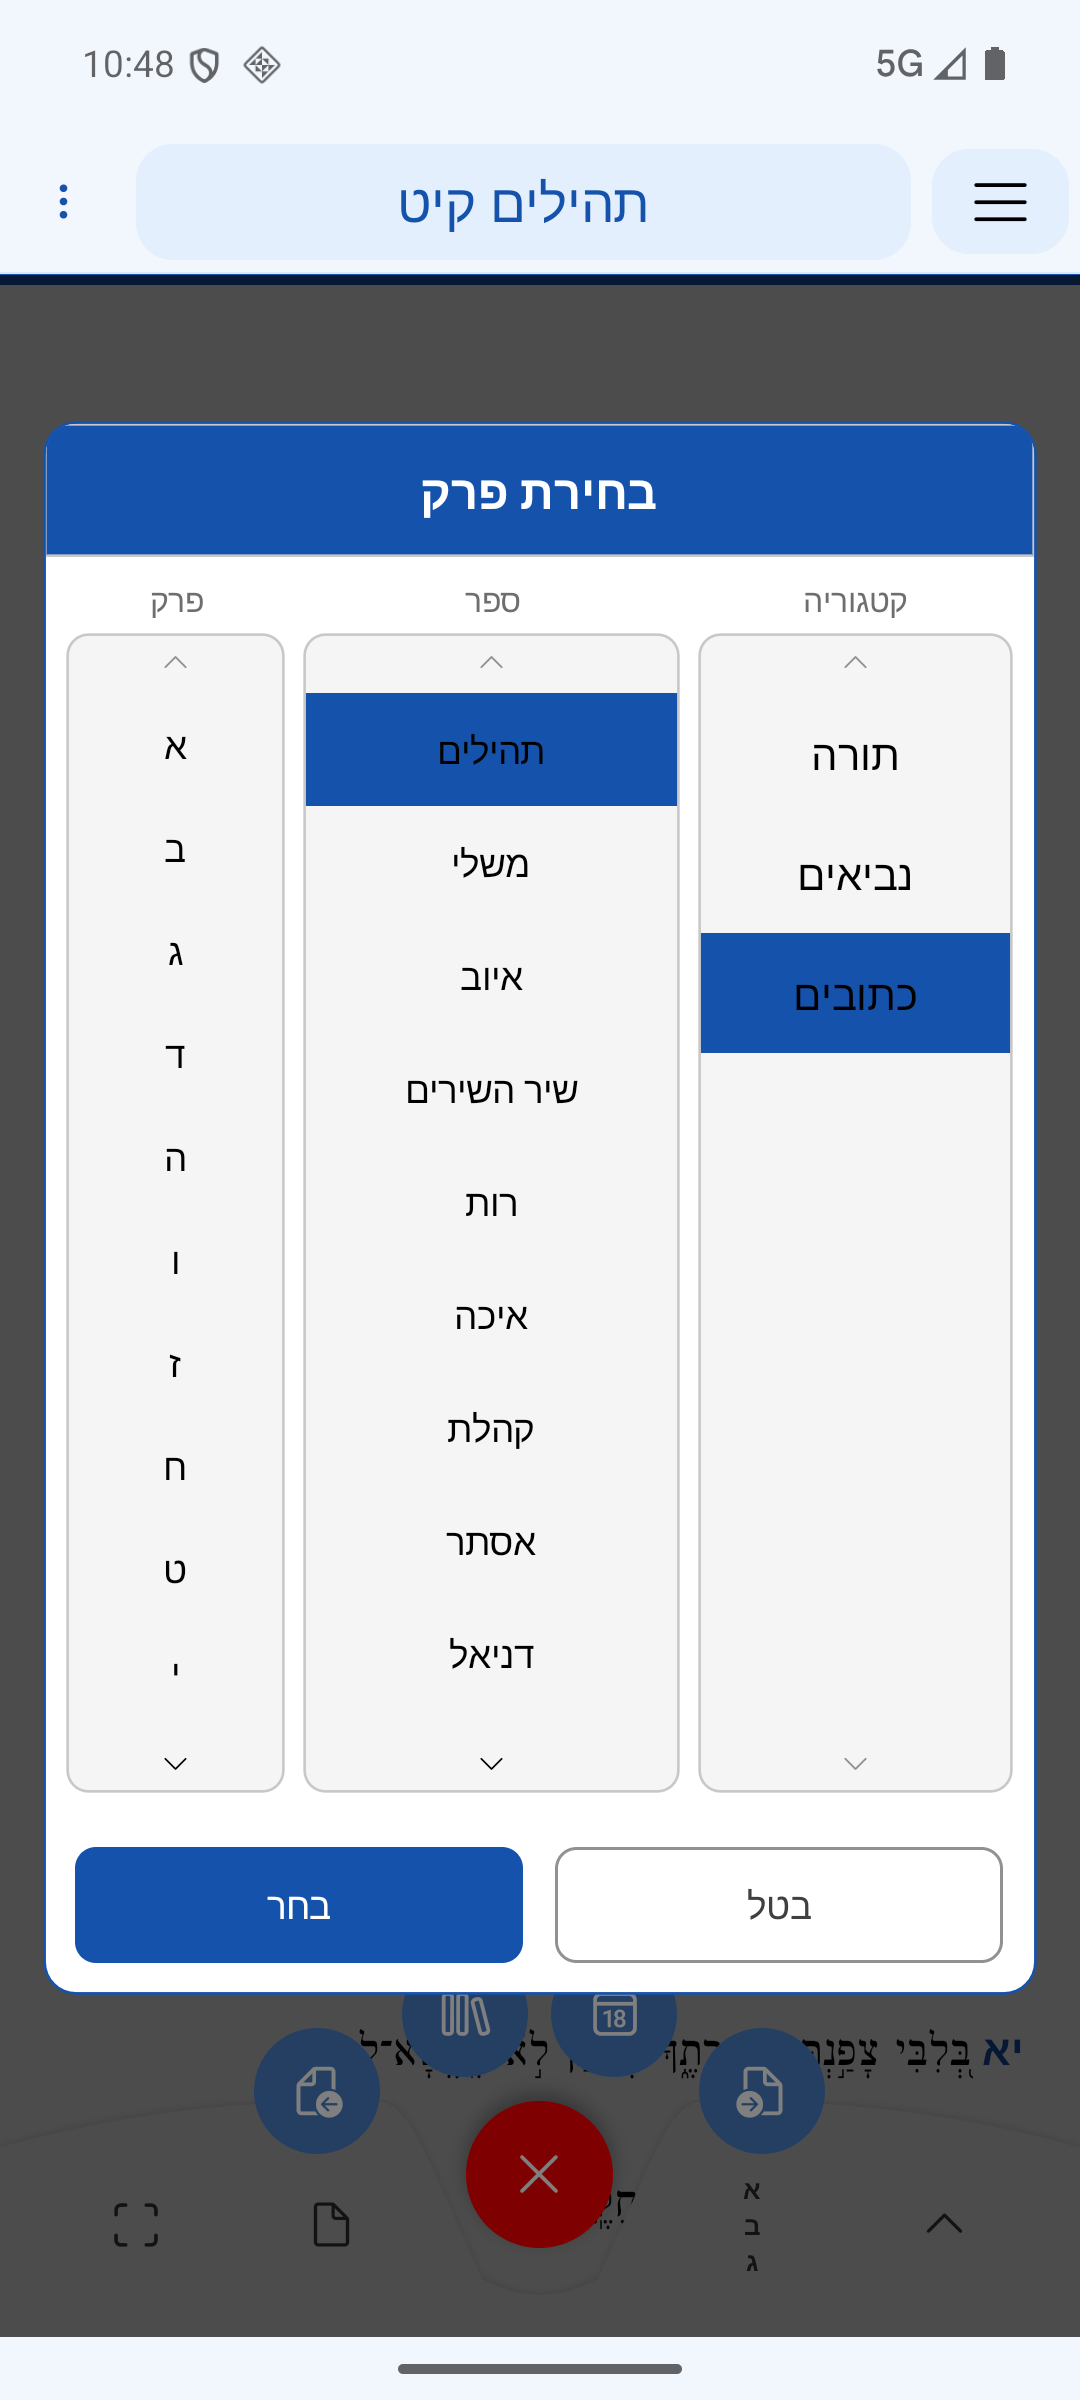 10:48
5G
תהילים קיט
בחירת פרק
קטגוריה
ספר
פרק
תורה
נביאים
כתובים
תהילים
משלי
איוב
שיר השירים
רות
איכה
קהלת
אסתר
דניאל
א
ב
ג
ד
ה
ו
ז
ח
ט
י
בטל
בחר
18
יא בְּ֭לִבִּי צָפַ֣נְתִּי
א
ב
ג